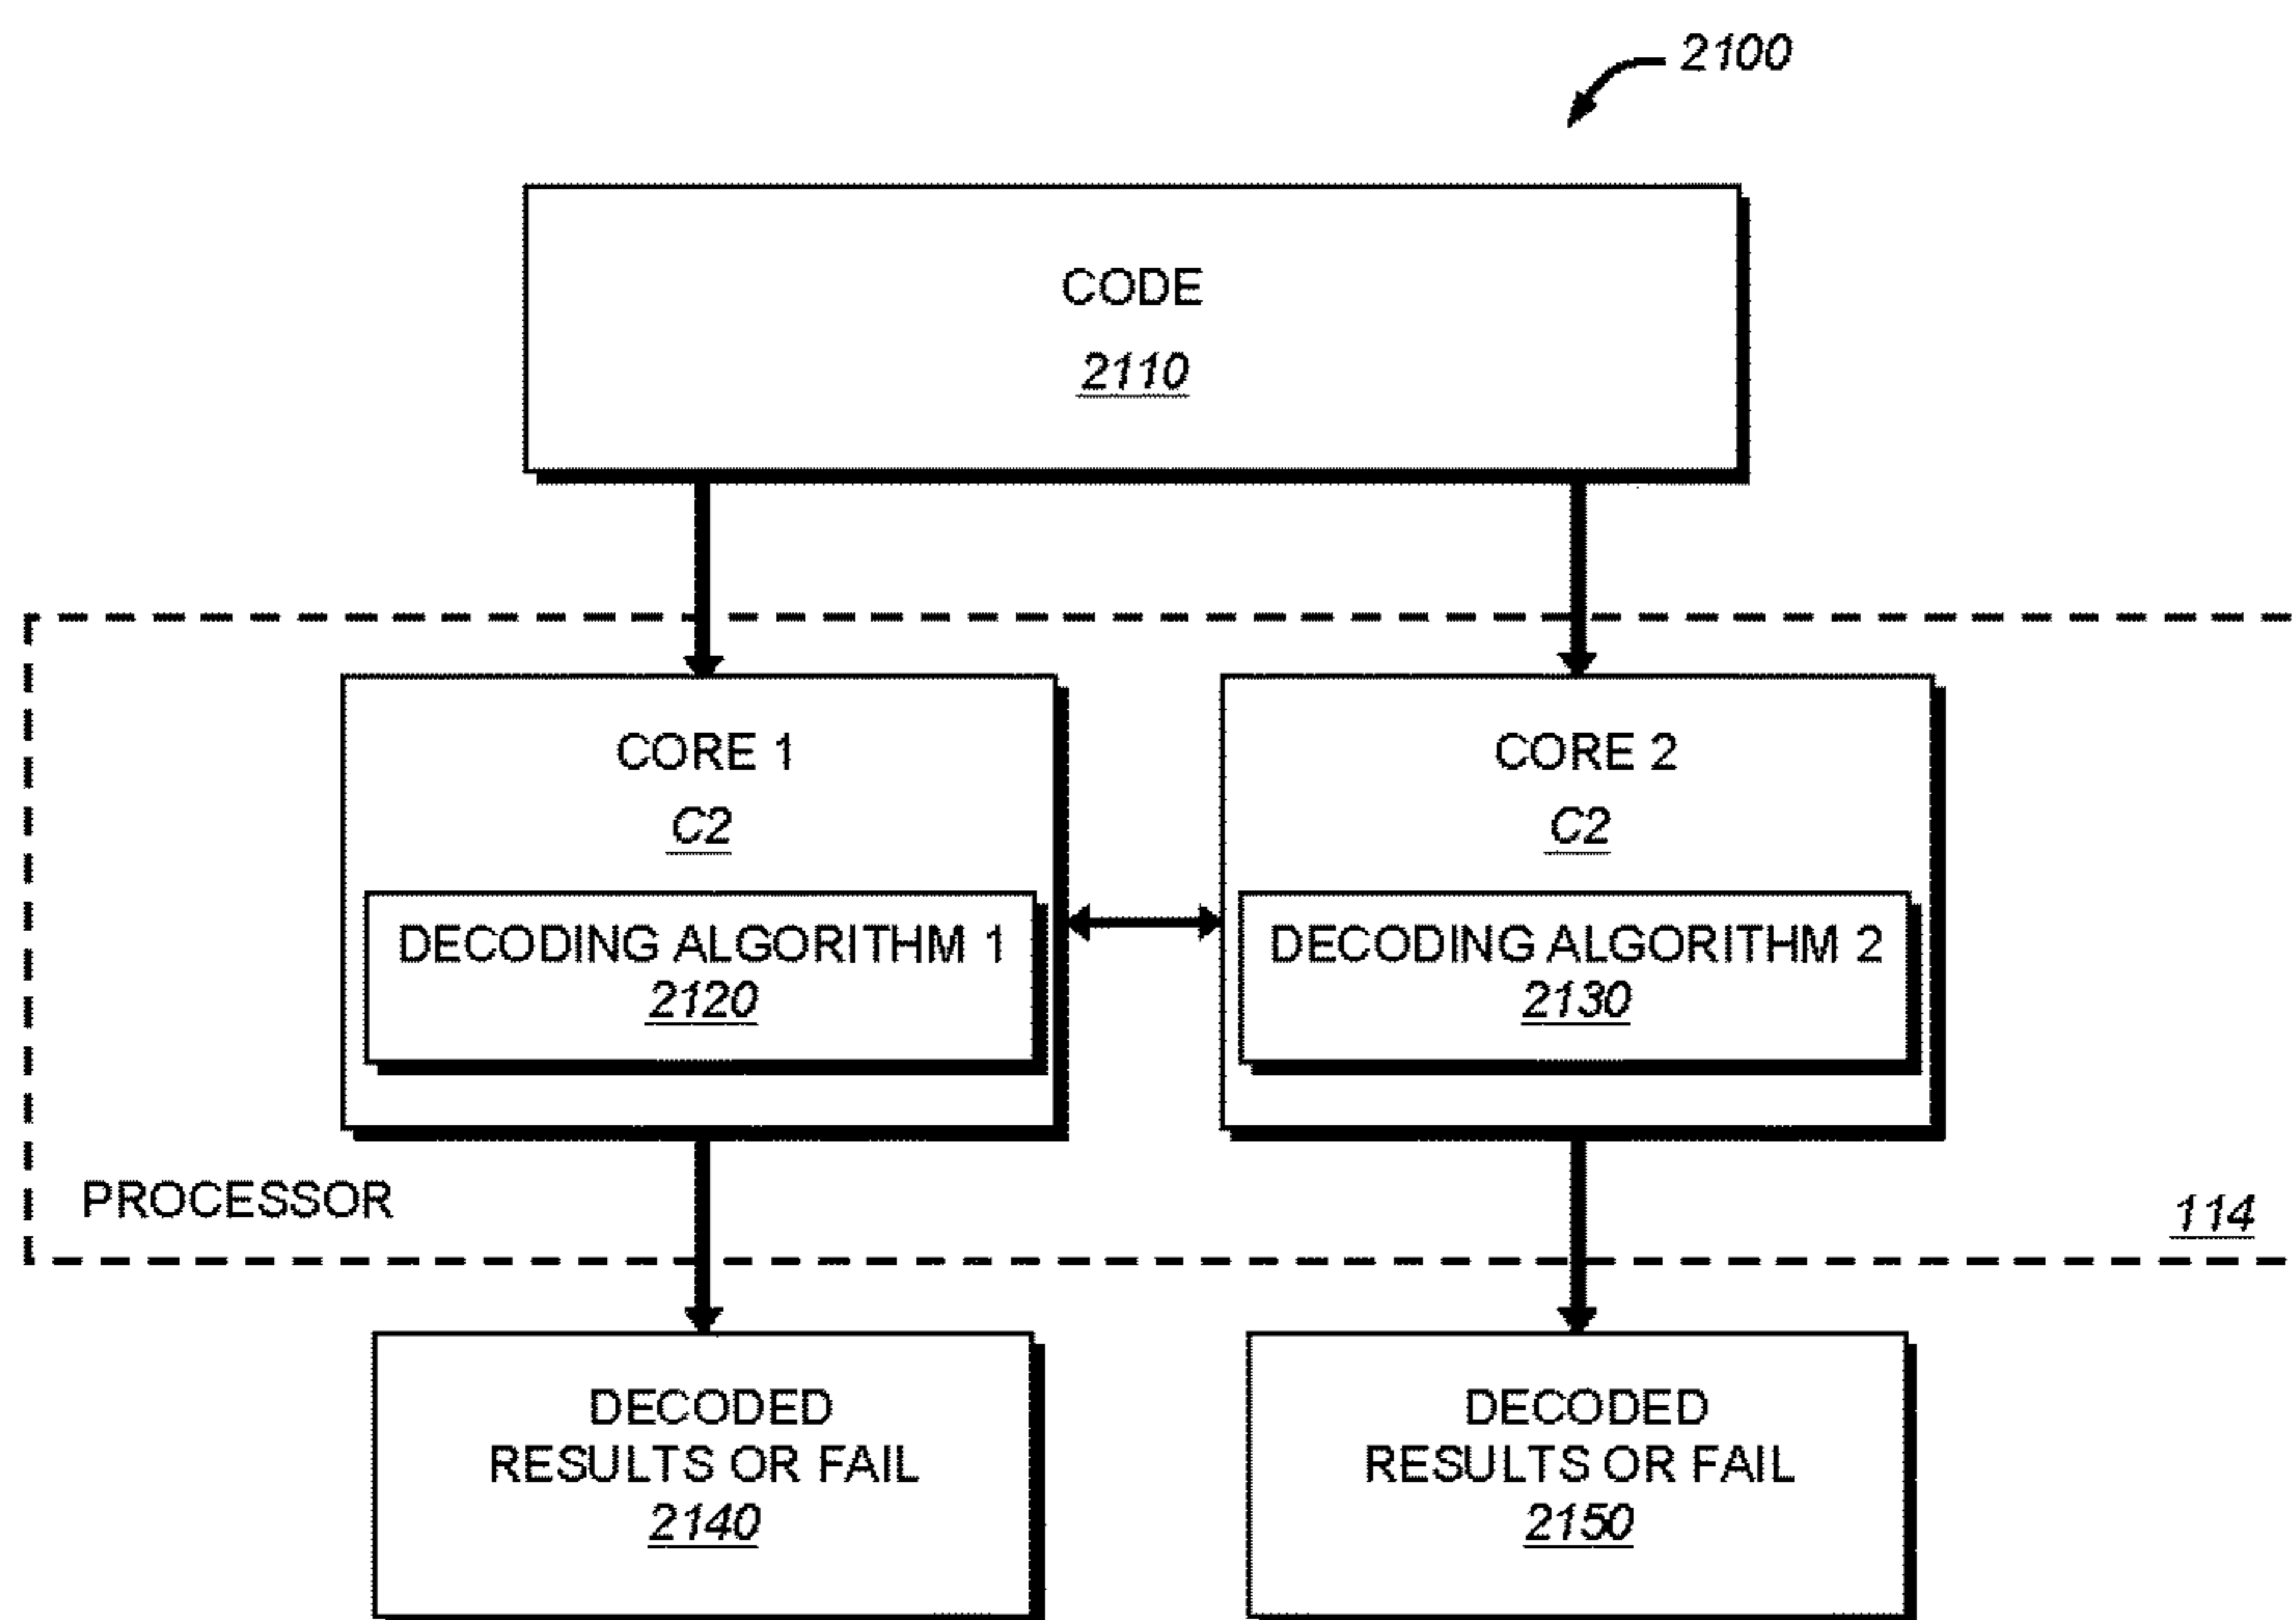 2100
CODE
2110
CORE 1
C2
DECODING ALGORITHM 1
2120
CORE 2
C2
DECODING ALGORITHM 2
2130
PROCESSOR
114
DECODED
RESULTS OR FAIL
2140
DECODED
RESULTS OR FAIL
2150